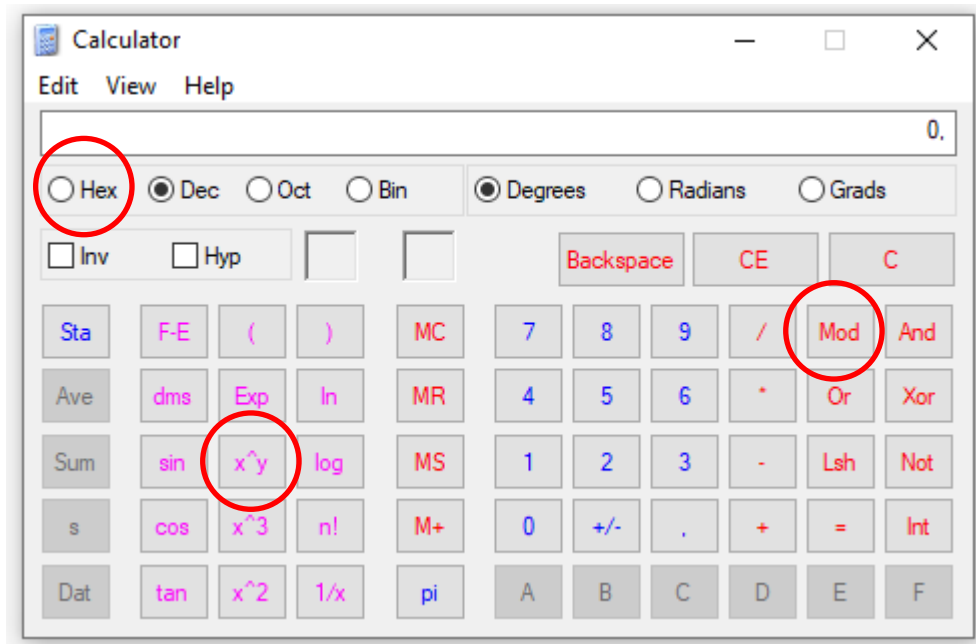 Calculator
Edit View Help
0,
Hex Dec Oct Bin Degrees Radians Grads
Inv Hyp Backspace CE C
Sta F-E ( ) MC 7 8 9 / Mod And
Ave dms Exp ln MR 4 5 6 * Or Xor
Sum sin x^y log MS 1 2 3 - Lsh Not
s cos x^3 n! M+ 0 +/- , + = Int
Dat tan x^2 1/x pi A B C D E F